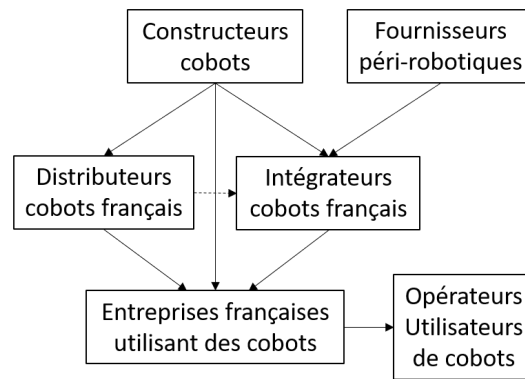 Constructeurs
cobots
Fournisseurs
péri-robotiques
Distributeurs
cobots français
Intégrateurs
cobots français
Entreprises françaises
utilisant des cobots
Opérateurs
Utilisateurs
de cobots